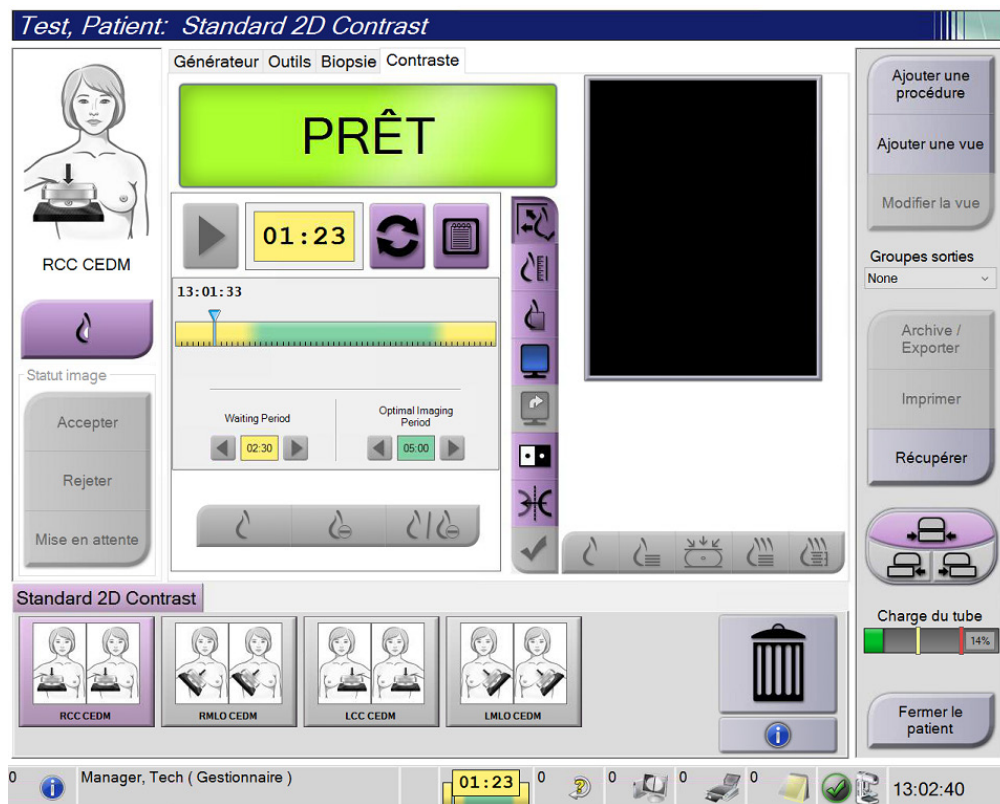 Test, Patient: Standard 2D Contrast
Générateur Outils Biopsie Contraste
PRÊT
RCC CEDM
01:23
13:01:33
Waiting Period
02:30
Optimal Imaging
Period
05:00
Statut image
Accepter
Rejeter
Mise en attente
Ajouter une
procédure
Ajouter une vue
Modifier la vue
Groupes sorties
None
Archive /
Exporter
Imprimer
Récupérer
Charge du tube
14%
Fermer le
patient
Standard 2D Contrast
RCC CEDM
RMLO CEDM
LCC CEDM
LMLO CEDM
0
Manager, Tech ( Gestionnaire )
01:23
0
0
0
0
13:02:40